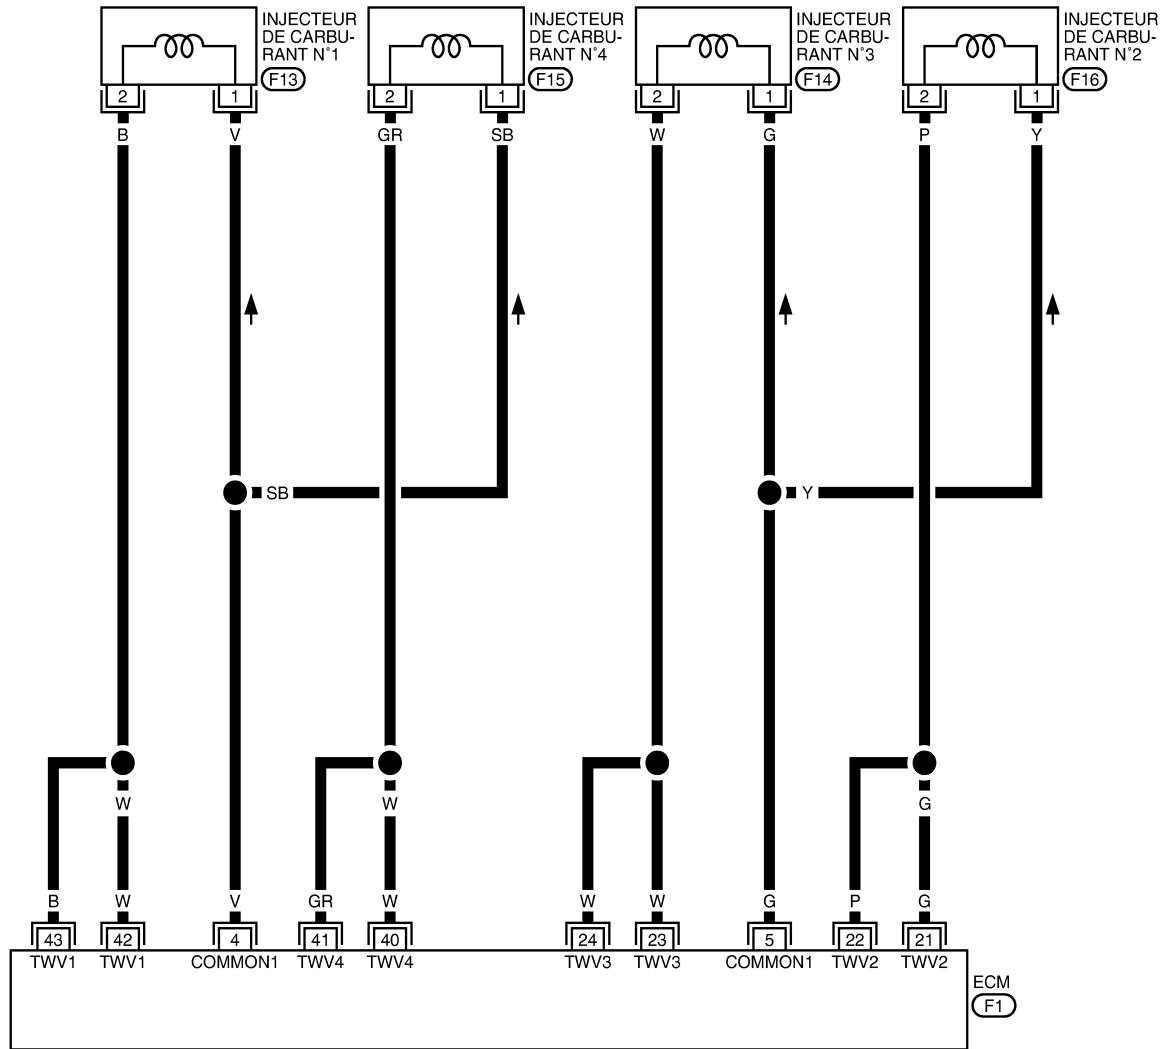 INJECTEUR
DE CARBU-
RANT N°1
F13
INJECTEUR
DE CARBU-
RANT N°4
F15
INJECTEUR
DE CARBU-
RANT N°3
F14
INJECTEUR
DE CARBU-
RANT N°2
F16
2 1 2 1 2 1 2 1
B V GR SB W G P Y
SB Y
W W G
B W V GR W W W G P G
43 42 4 41 40 24 23 5 22 21
TWV1 TWV1 COMMON1 TWV4 TWV4 TWV3 TWV3 COMMON1 TWV2 TWV2
ECM
F1